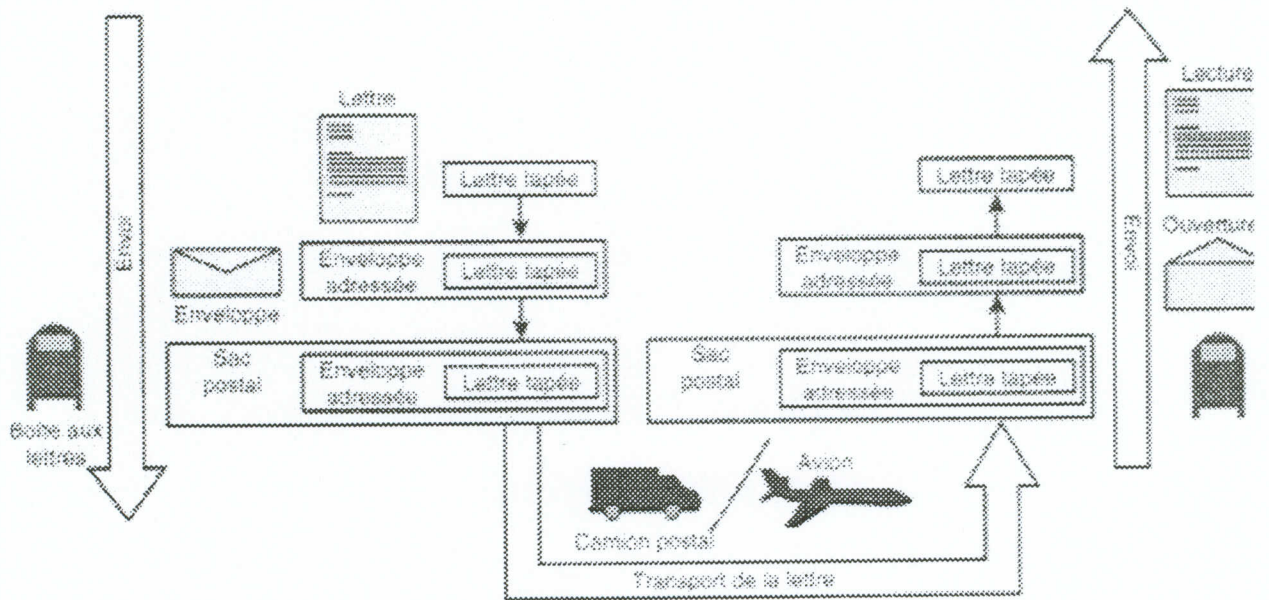 Lettre
Lecture
Lettre tapée
Lettre tapée
Envoi
Envoi
Ouverture
Enveloppe
adressée
Lettre tapée
Enveloppe
adressée
Lettre tapée
Enveloppe
Sac
postal
Enveloppe
adressée
Lettre tapée
Sac
postal
Enveloppe
adressée
Lettre tapée
Boîte aux
lettres
Avion
Camion postal
Transport de la lettre